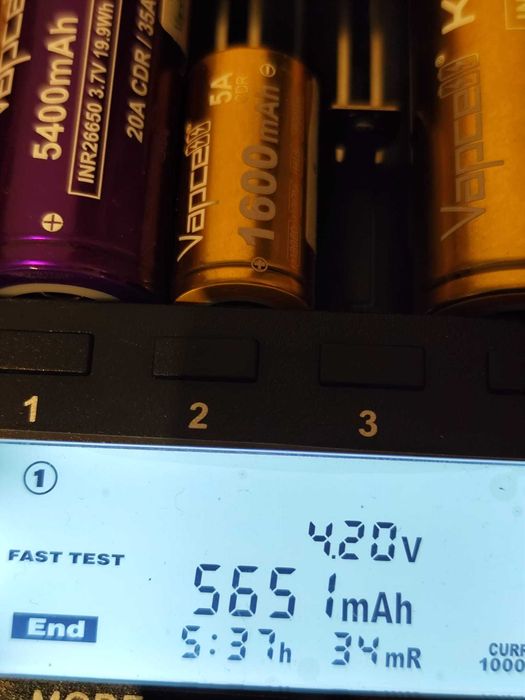 Vapcell
5400mAh
INR26650 3.7V 19.9Wh
20A CDR / 35A
Vapcell
5A
CDR
1600mAh
Vapcell
K
1
2
3
1
FAST TEST
4.20V
5651mAh
End
5:37h 34mR
CURR
1000
MODE